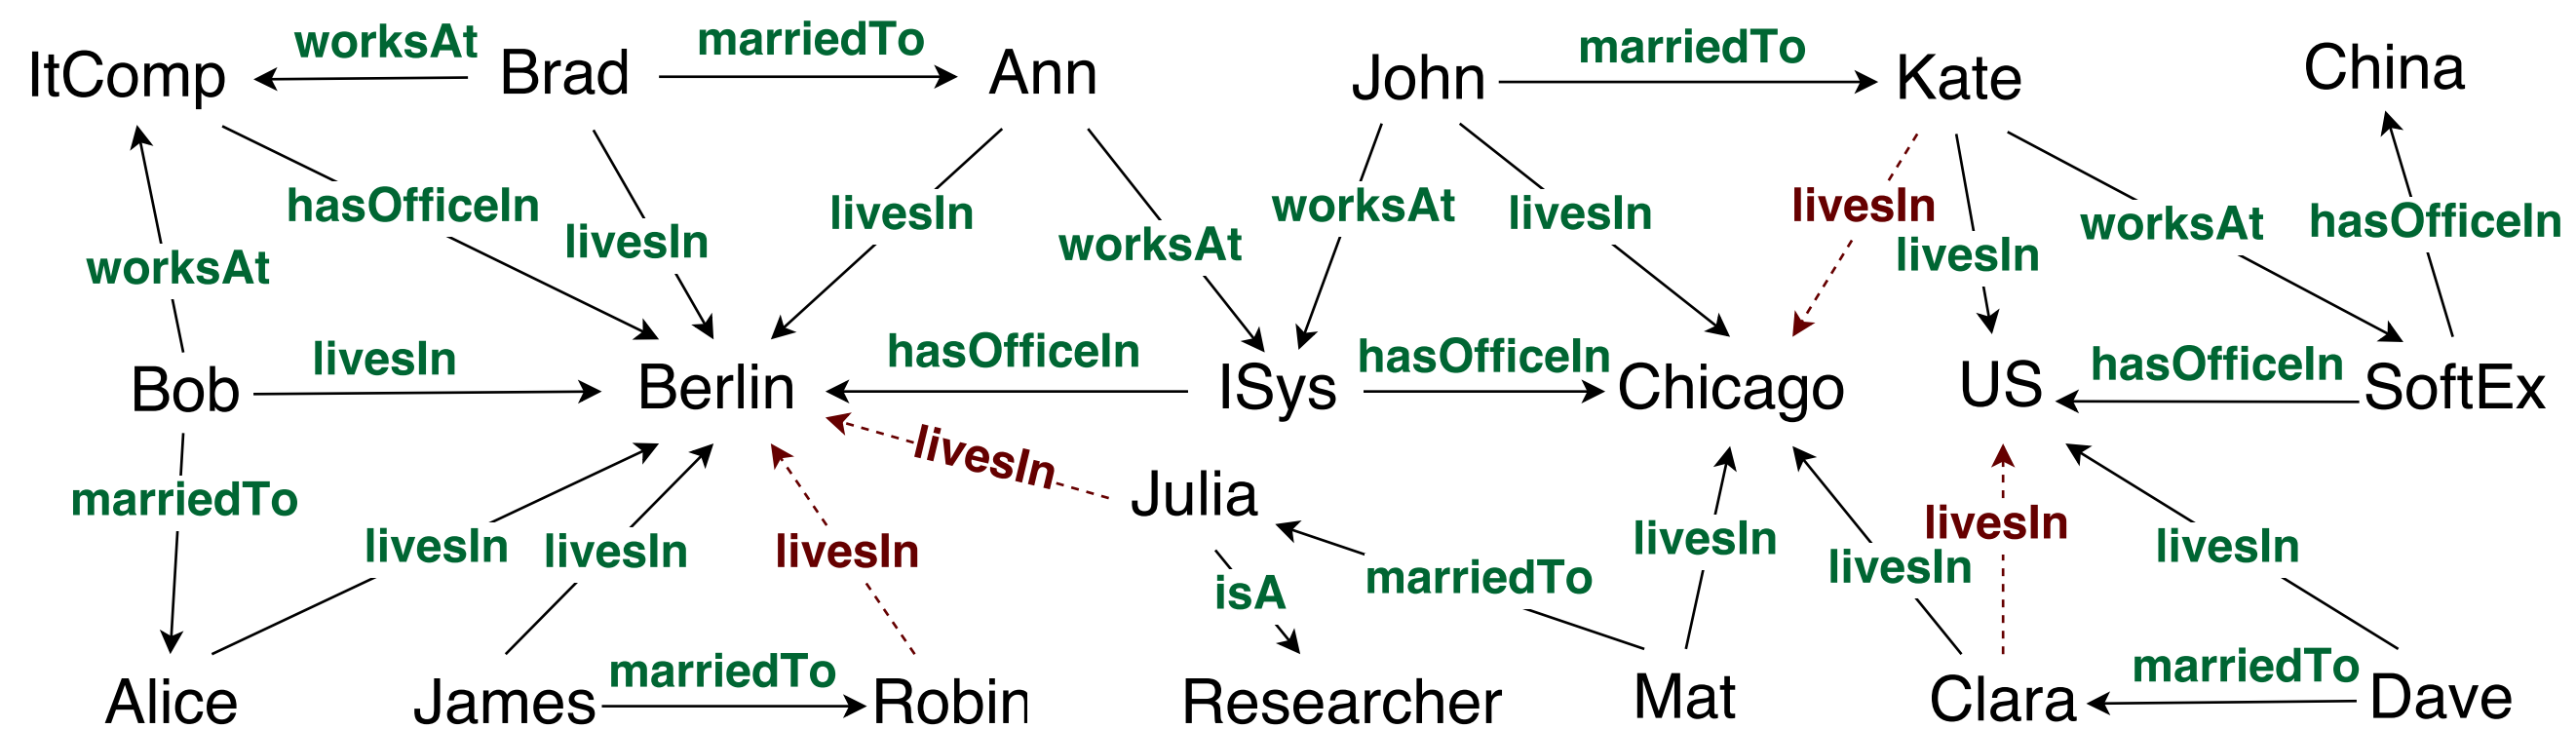 worksAt
marriedTo
marriedTo
ItComp
Brad
Ann
John
Kate
China
hasOfficeIn
livesIn
livesIn
worksAt
worksAt
livesIn
livesIn
livesIn
worksAt
hasOfficeIn
worksAt
livesIn
hasOfficeIn
hasOfficeIn
hasOfficeIn
Bob
Berlin
ISys
Chicago
US
SoftEx
marriedTo
livesIn
Julia
livesIn
livesIn
livesIn
isA
marriedTo
livesIn
livesIn
livesIn
livesIn
Alice
James
marriedTo
Robin
Researcher
Mat
Clara
marriedTo
Dave